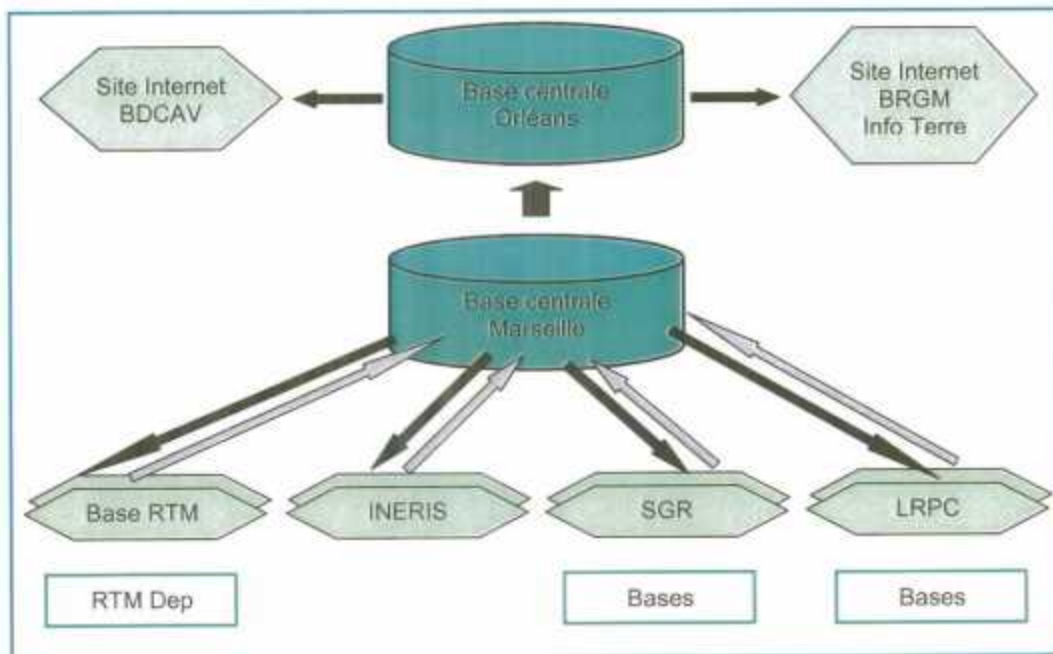 Site Internet
BDCAV
Base centrale
Orléans
Site Internet
BRGM
Info Terre
Base centrale
Marseille
Base RTM
INERIS
SGR
LRPC
RTM Dep
Bases
Bases